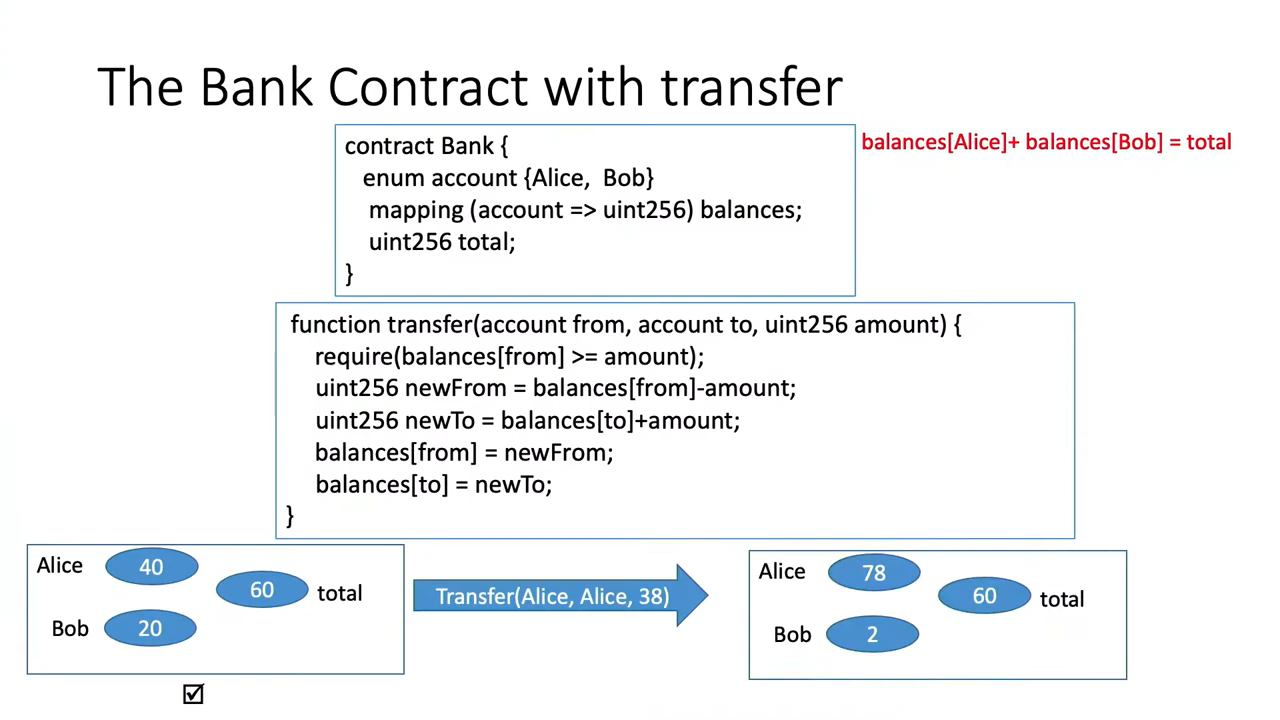 The Bank Contract with transfer
contract Bank {
enum account {Alice, Bob}
mapping (account => uint256) balances;
uint256 total;
}
balances[Alice]+ balances[Bob] = total
function transfer(account from, account to, uint256 amount) {
require(balances[from] >= amount);
uint256 newFrom = balances[from]-amount;
uint256 newTo = balances[to]+amount;
balances[from] = newFrom;
balances[to] = newTo;
}
Alice 40
60 total
Bob 20
Transfer(Alice, Alice, 38)
Alice 78
60 total
Bob 2